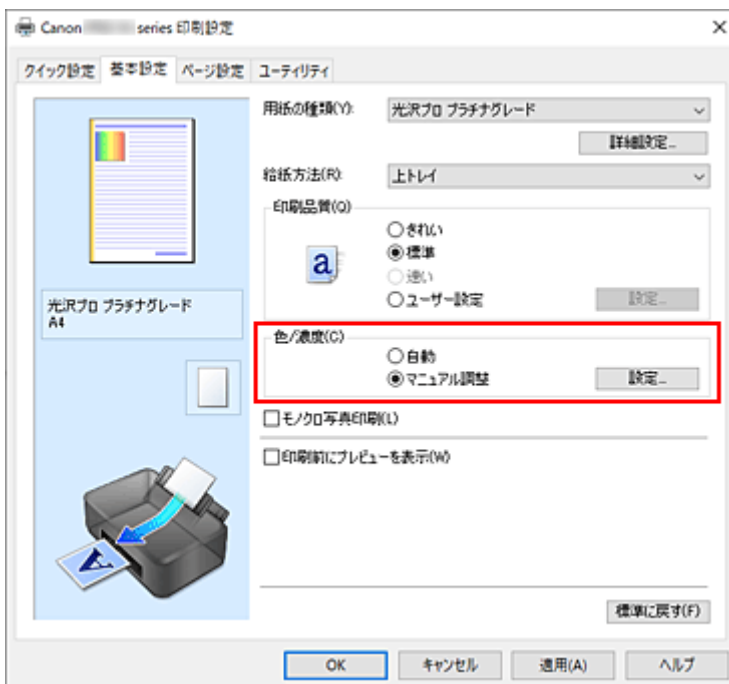 Canon series 印刷設定
クイック設定 基本設定 ページ設定 ユーティリティ
用紙の種類(Y): 光沢プロ プラチナグレード
詳細設定...
給紙方法(R): 上トレイ
印刷品質(Q)
きれい
標準
速い
ユーザー設定 設定...
a
光沢プロ プラチナグレード
A4
色/濃度(C)
自動
マニュアル調整 設定...
モノクロ写真印刷(L)
印刷前にプレビューを表示(W)
A
標準に戻す(F)
OK キャンセル 適用(A) ヘルプ